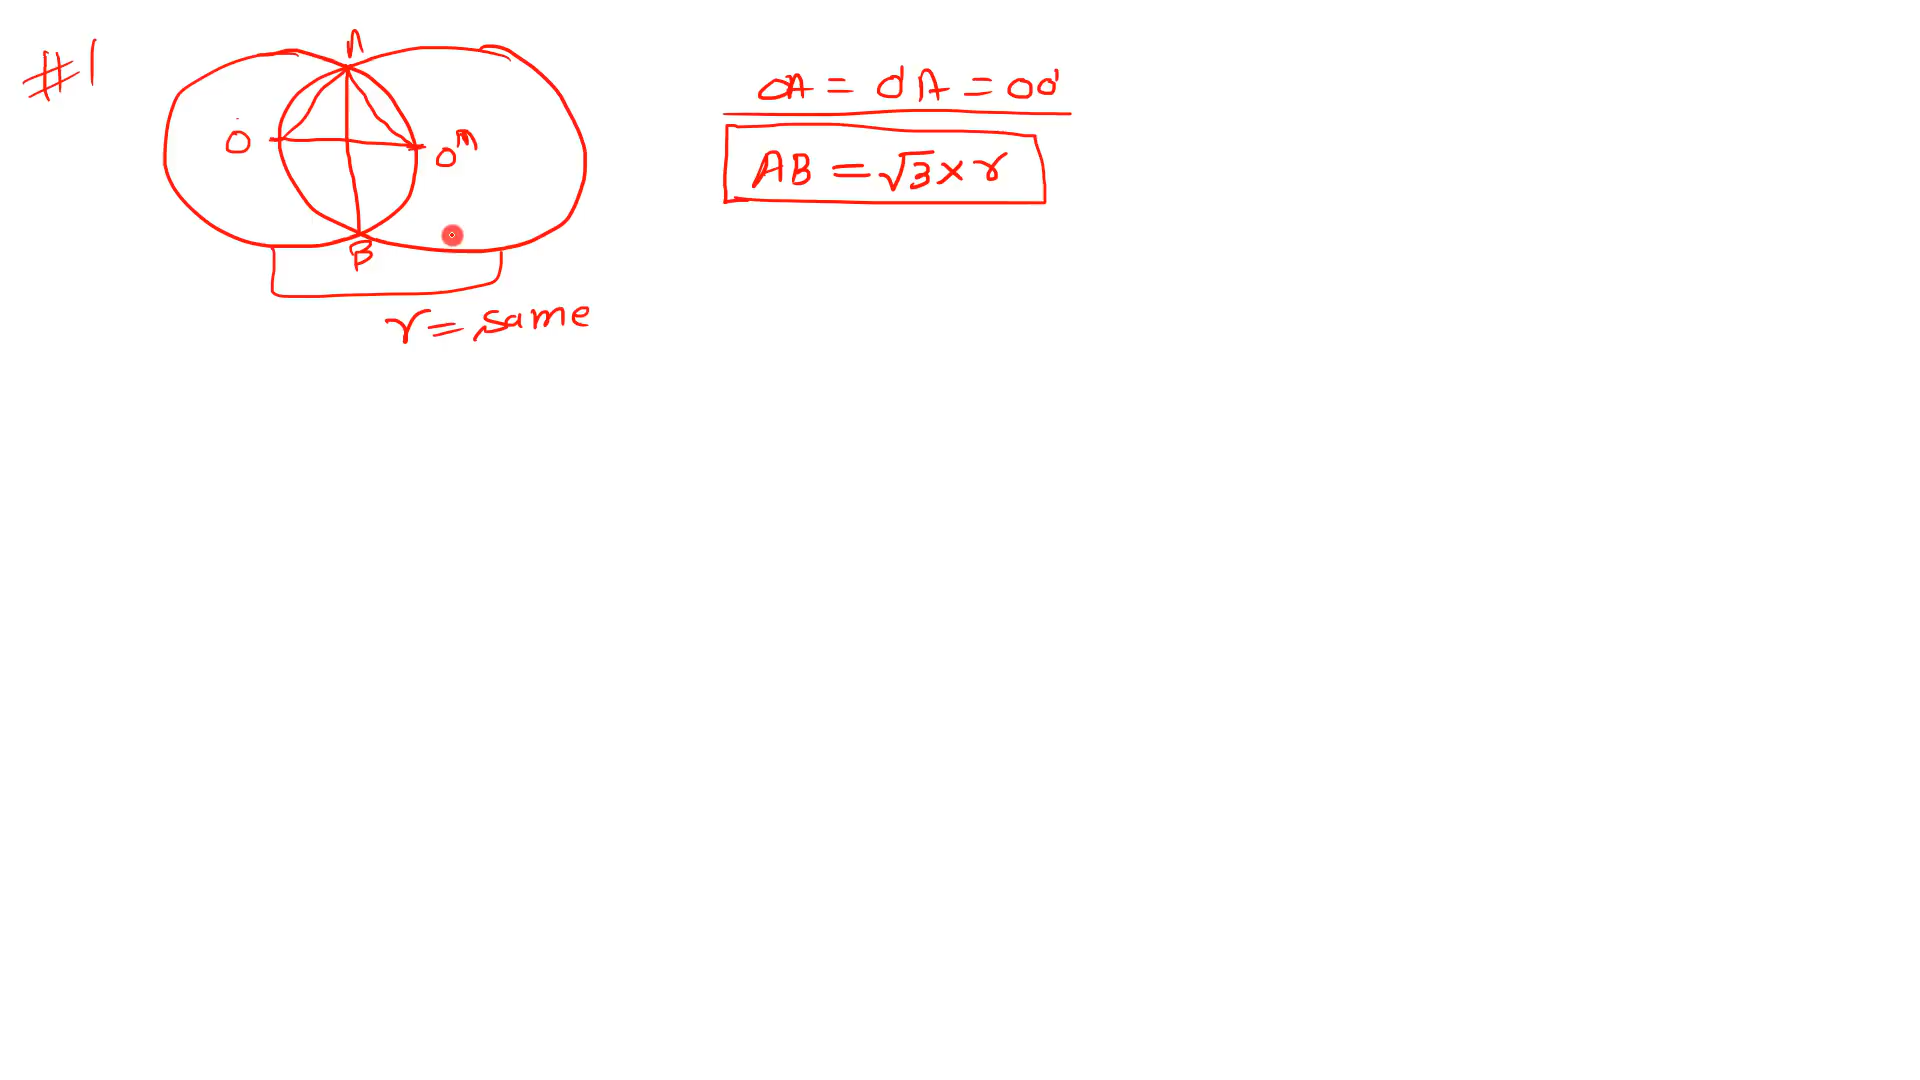 #1
A
O
O'
B
r = same
OA = O'A = OO'
AB = √3 × r